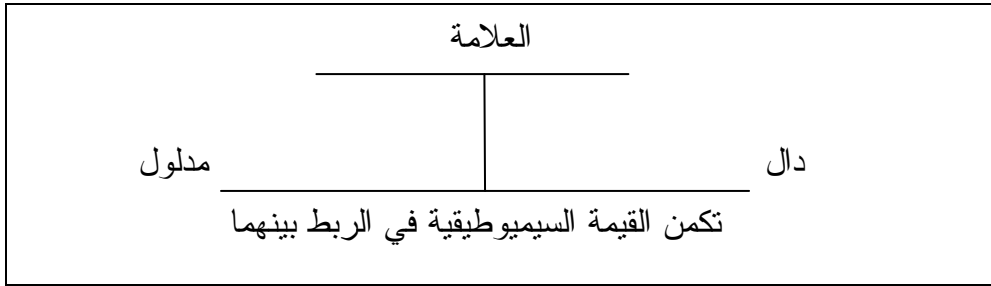 العلامة
دال
مدلول
تكمن القيمة السيميوطيقية في الربط بينهما